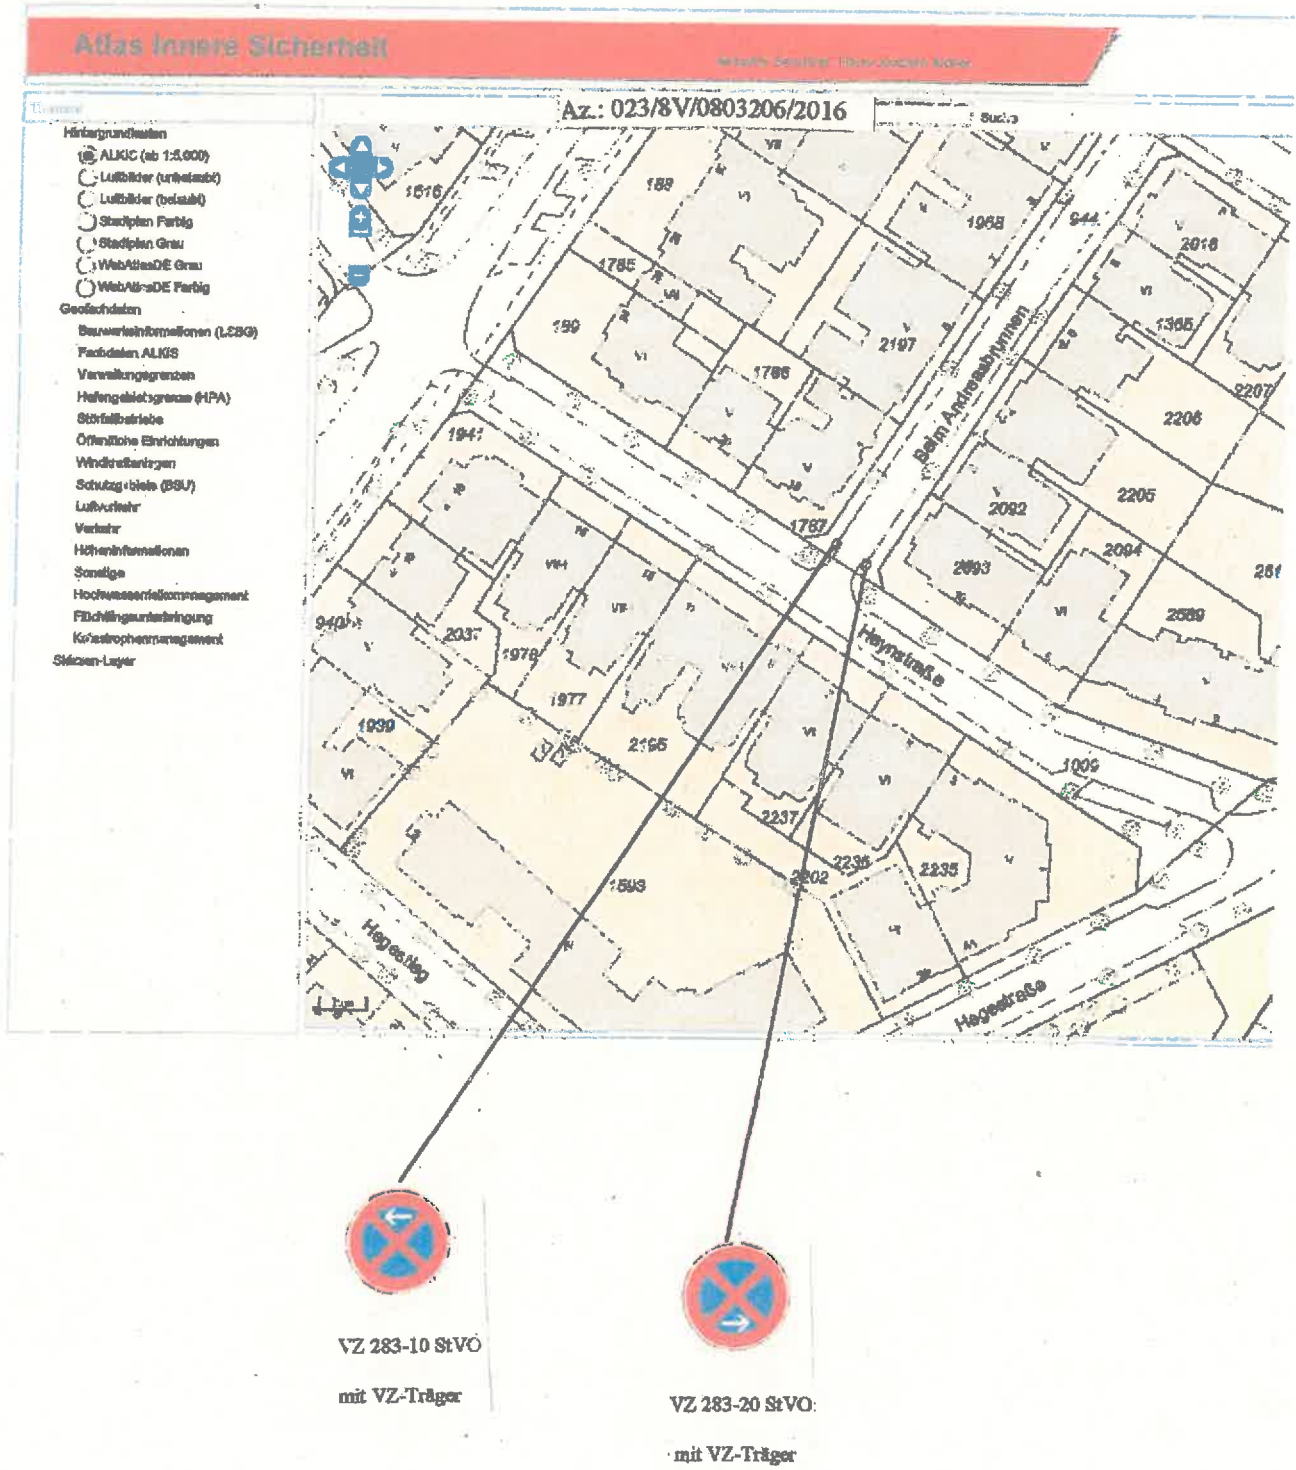 Atlas Innere Sicherheit
Az.: 023/8V/0803206/2016
Suche
Hintergrundkarten
ALKIS (ab 1:5.000)
Luftbilder (unbelaubt)
Luftbilder (belaubt)
Stadtplan Farbig
Stadtplan Grau
WebAtlasDE Grau
WebAtlasDE Farbig
Geofachdaten
Bauwerksinformationen (LSBG)
Fachdaten ALKIS
Verwaltungsgrenzen
Hafengebietsgrenze (HPA)
Störfallbetriebe
Öffentliche Einrichtungen
Windkraftanlagen
Schutzgebiete (BSU)
Luftverkehr
Verkehr
Höheninformationen
Sonstige
Hochwasserrisikomanagement
Flüchtlingsunterbringung
Katastrophenmanagement
Skizzen-Layer
1616
188
1968
944
2018
1785
189
2197
1365
1786
2207
2206
1941
Beim Andreasbrunnen
2205
2092
1787
2094
2093
2037
1978
2589
Heynstraße
1977
1939
2195
1009
2237
2236
2235
2202
1593
Hegestieg
Hegestraße
VZ 283-10 StVO
mit VZ-Träger
VZ 283-20 StVO:
mit VZ-Träger